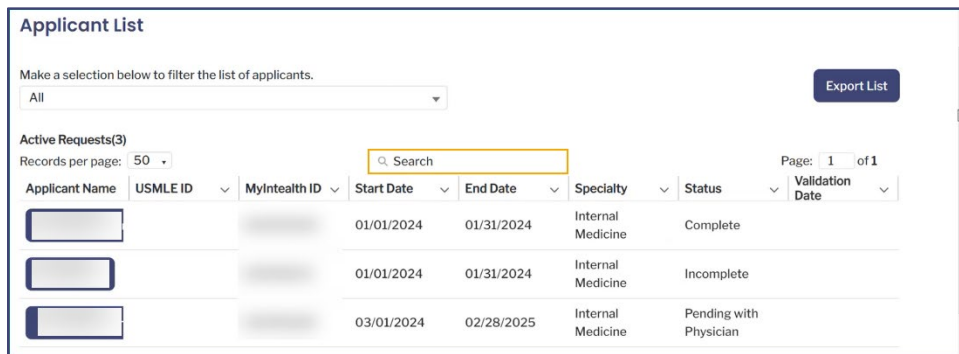 Applicant List
Make a selection below to filter the list of applicants.
All
Export List
Active Requests(3)
Records per page: 50
Search
Page: 1 of 1
Applicant Name USMLE ID MyIntealth ID Start Date End Date Specialty Status Validation Date
01/01/2024 01/31/2024 Internal Medicine Complete
01/01/2024 01/31/2024 Internal Medicine Incomplete
03/01/2024 02/28/2025 Internal Medicine Pending with Physician